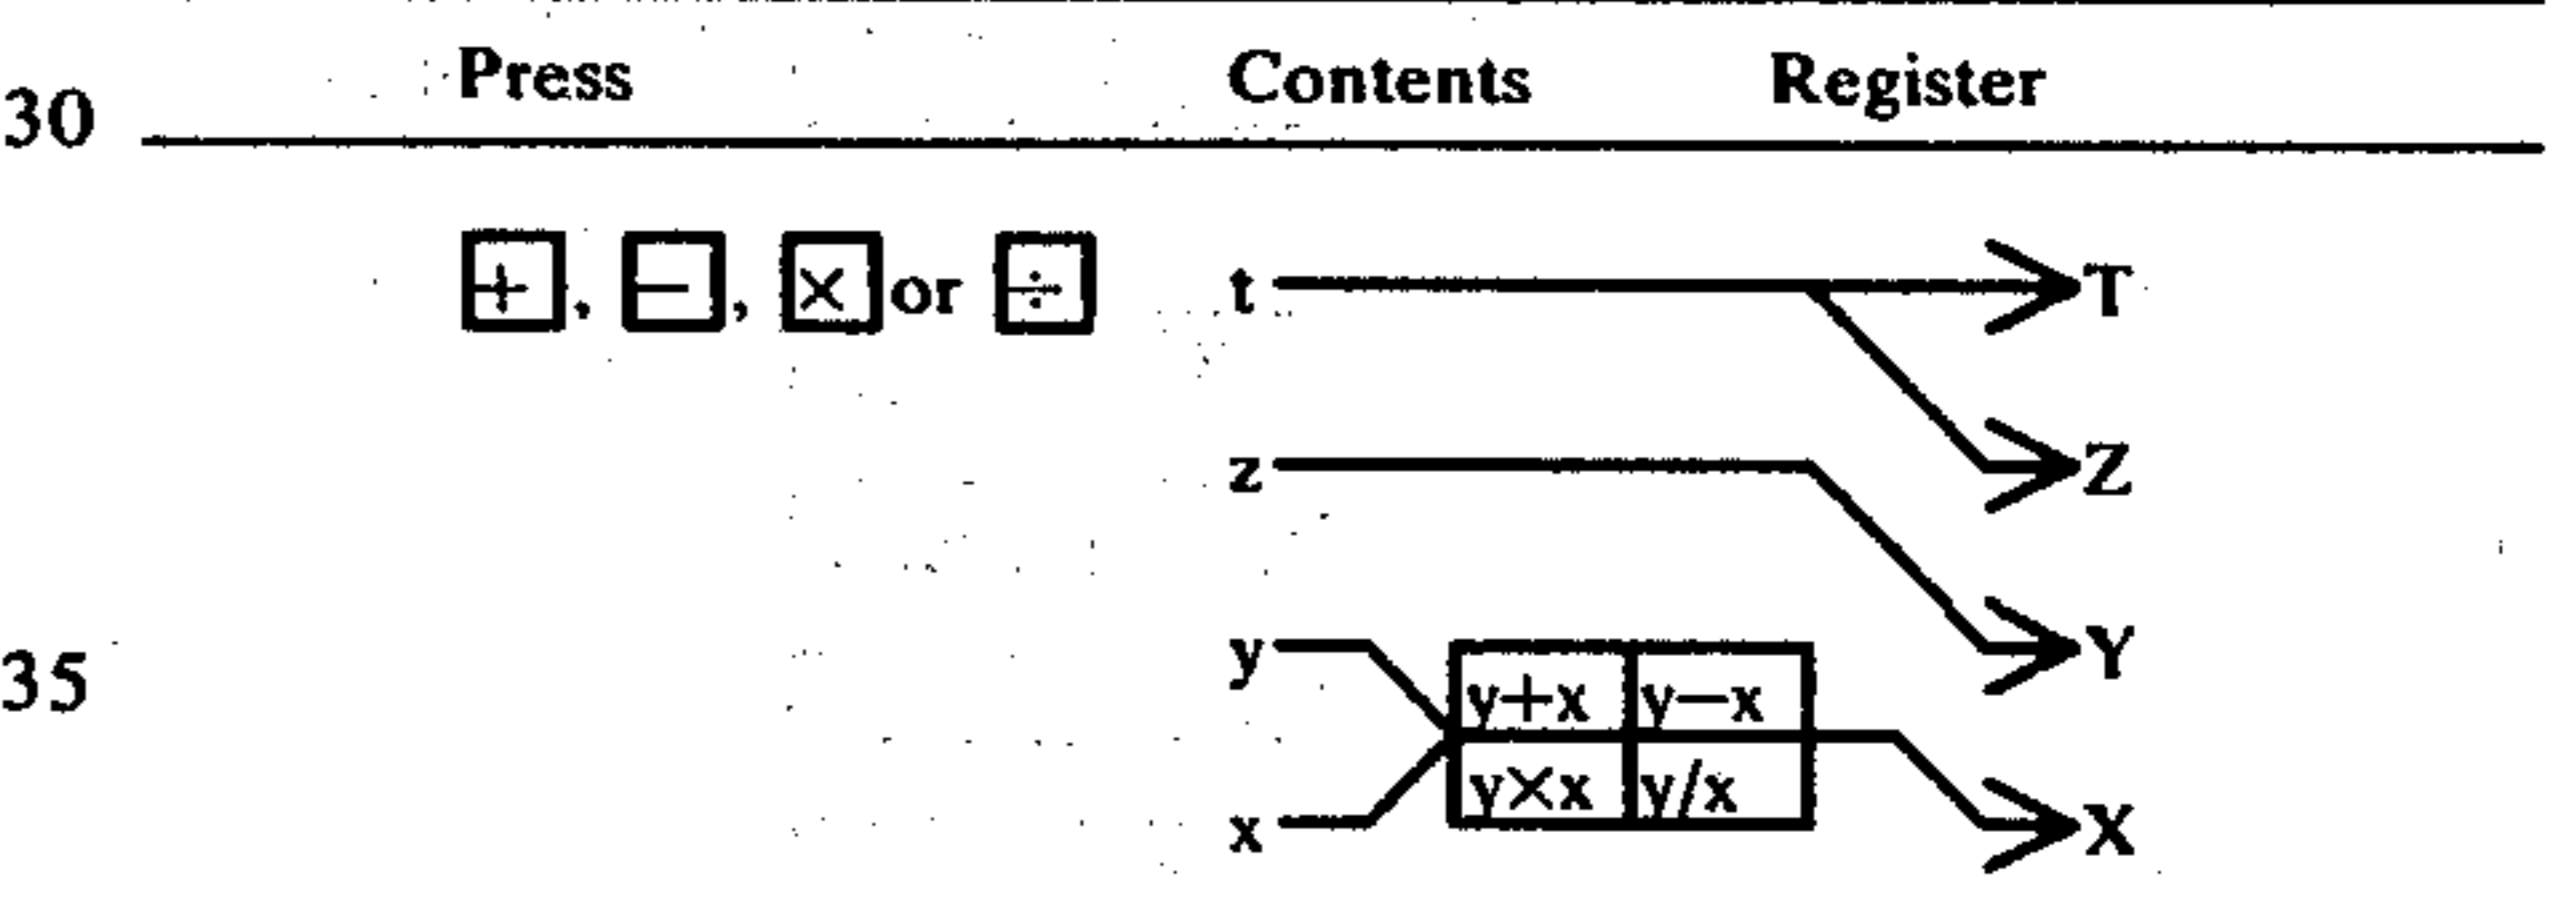 Press Contents Register
30
+, −, × or ÷ t T
z Z
y Y
35
y+x y−x
y×x y/x
x X